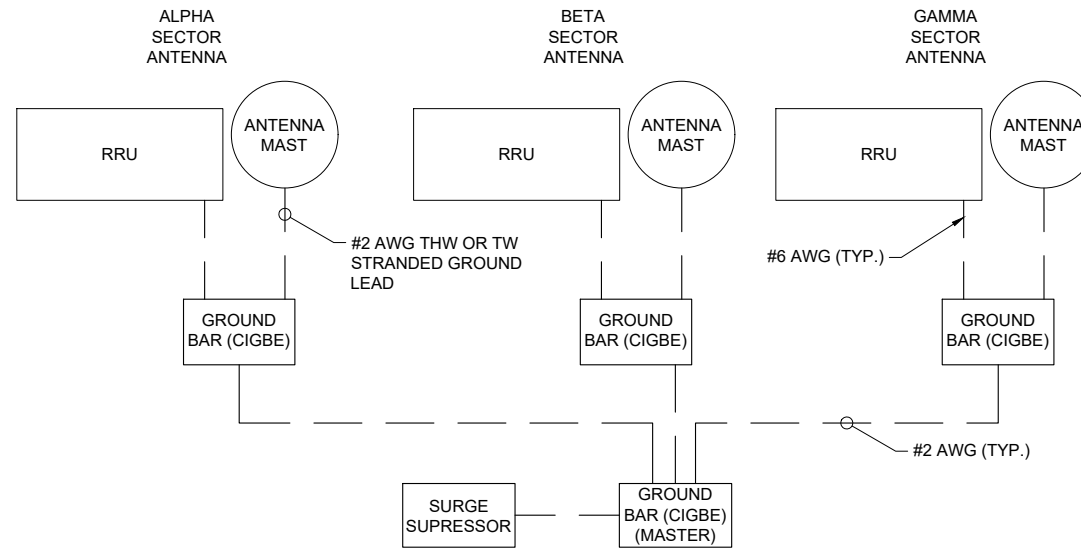 ALPHA
SECTOR
ANTENNA
BETA
SECTOR
ANTENNA
GAMMA
SECTOR
ANTENNA
RRU
ANTENNA
MAST
RRU
ANTENNA
MAST
RRU
ANTENNA
MAST
#2 AWG THW OR TW
STRANDED GROUND
LEAD
#6 AWG (TYP.)
GROUND
BAR (CIGBE)
GROUND
BAR (CIGBE)
GROUND
BAR (CIGBE)
#2 AWG (TYP.)
SURGE
SUPRESSOR
GROUND
BAR (CIGBE)
(MASTER)